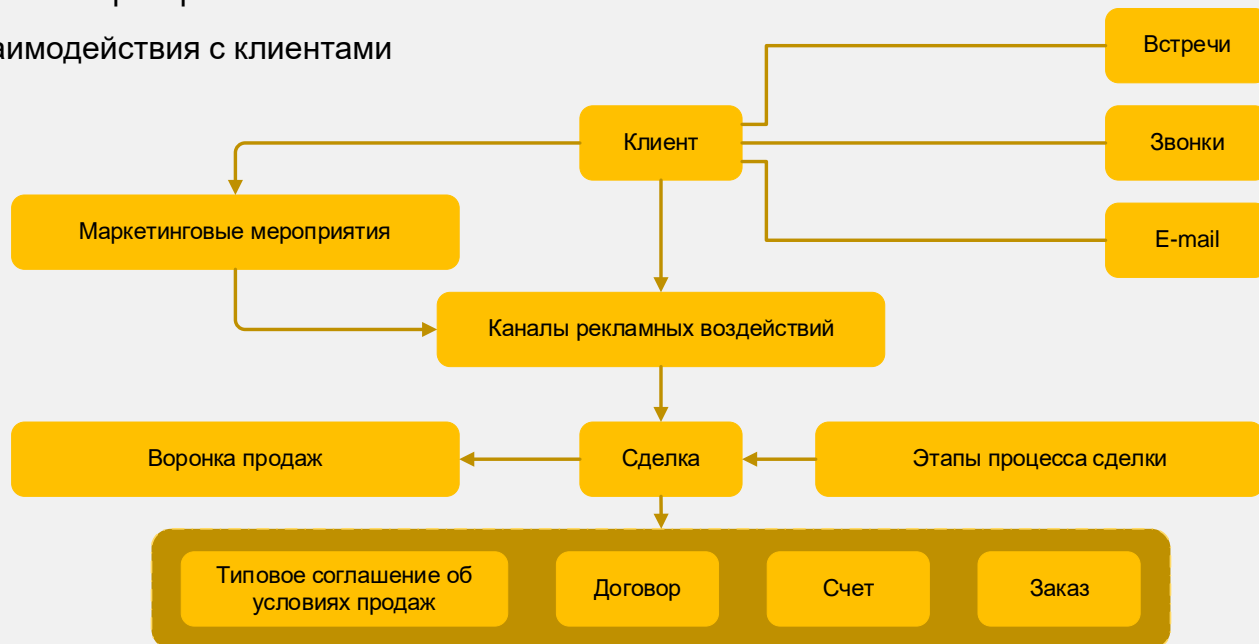 с клиентами
Встречи
Клиент
Звонки
Маркетинговые мероприятия
E-mail
Каналы рекламных воздействий
Воронка продаж
Сделка
Этапы процесса сделки
Типовое соглашение об
условиях продаж
Договор
Счет
Заказ